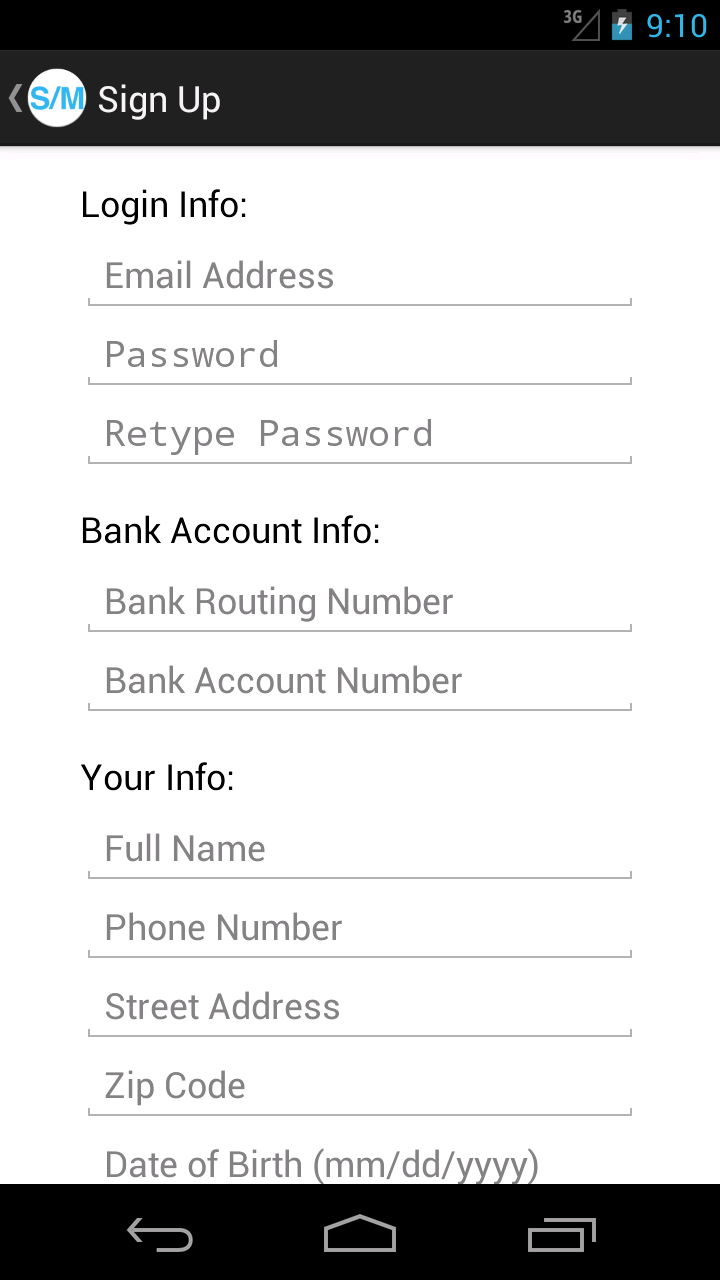 3G 9:10
S/M Sign Up
Login Info:
Email Address
Password
Retype Password
Bank Account Info:
Bank Routing Number
Bank Account Number
Your Info:
Full Name
Phone Number
Street Address
Zip Code
Date of Birth (mm/dd/yyyy)